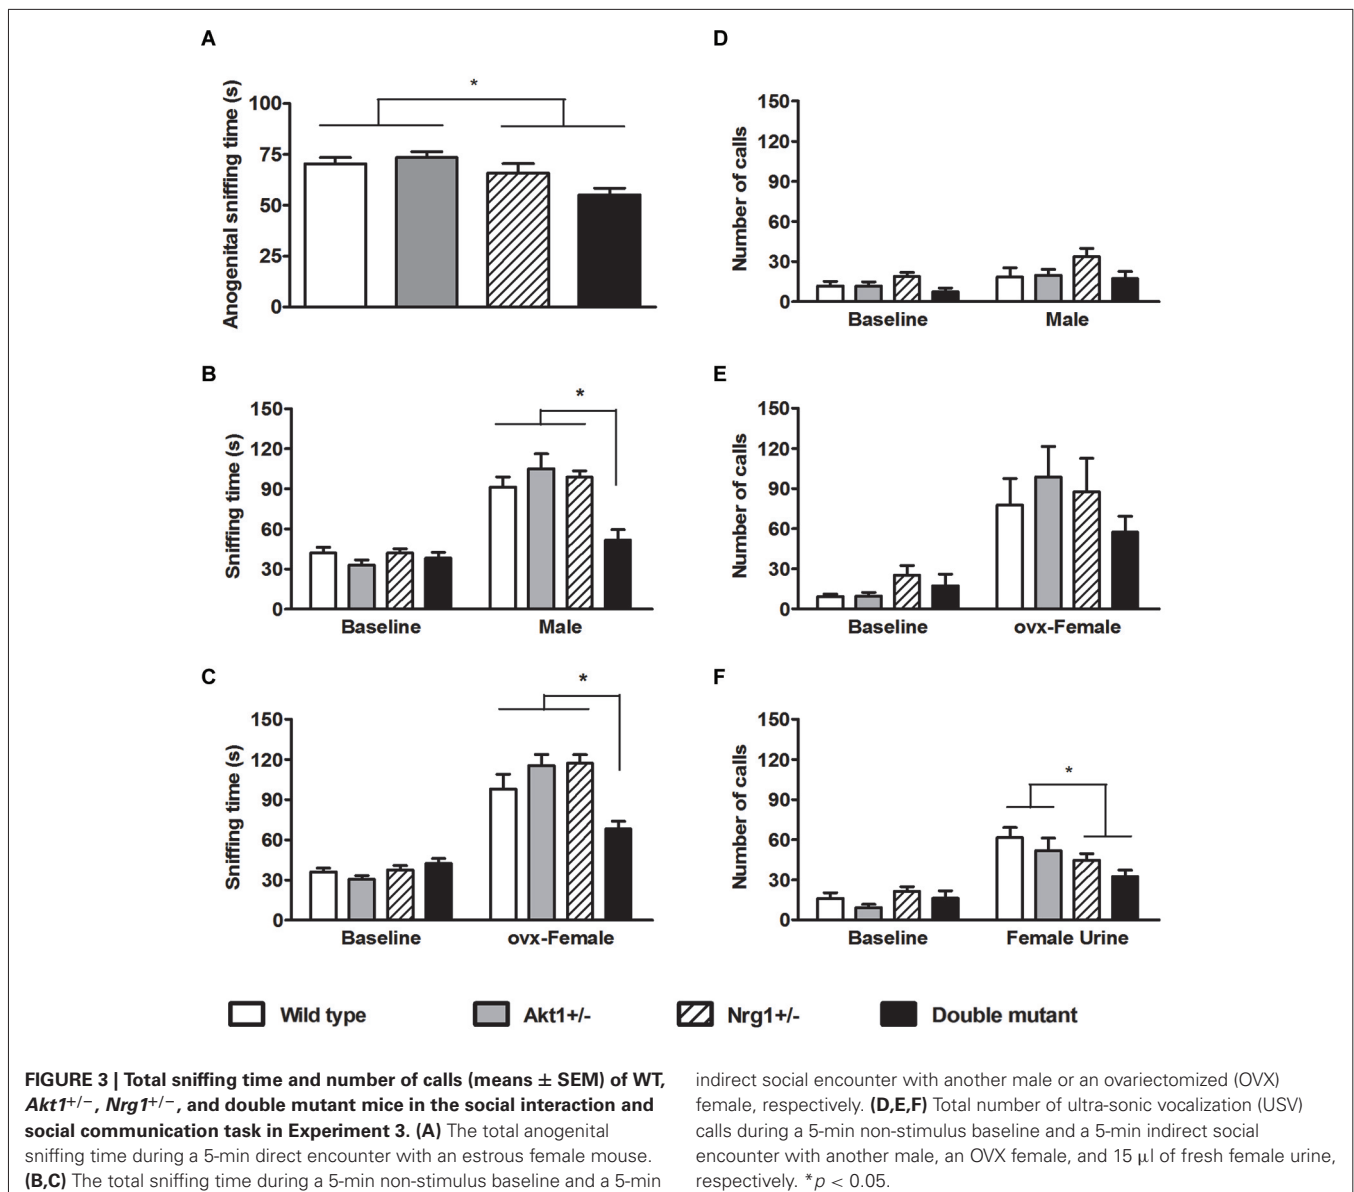 A
*
Anogenital sniffing time (s)
100
75
50
25
0
B
*
Sniffing time (s)
150
120
90
60
30
0
Baseline
Male
C
*
Sniffing time (s)
150
120
90
60
30
0
Baseline
ovx-Female
D
Number of calls
150
120
90
60
30
0
Baseline
Male
E
Number of calls
150
120
90
60
30
0
Baseline
ovx-Female
F
*
Number of calls
150
120
90
60
30
0
Baseline
Female Urine
Wild type
Akt1+/-
Nrg1+/-
Double mutant
FIGURE 3 | Total sniffing time and number of calls (means ± SEM) of WT,
Akt1+/−, Nrg1+/−, and double mutant mice in the social interaction and
social communication task in Experiment 3. (A) The total anogenital
sniffing time during a 5-min direct encounter with an estrous female mouse.
(B,C) The total sniffing time during a 5-min non-stimulus baseline and a 5-min
indirect social encounter with another male or an ovariectomized (OVX)
female, respectively. (D,E,F) Total number of ultra-sonic vocalization (USV)
calls during a 5-min non-stimulus baseline and a 5-min indirect social
encounter with another male, an OVX female, and 15 μl of fresh female urine,
respectively. *p < 0.05.